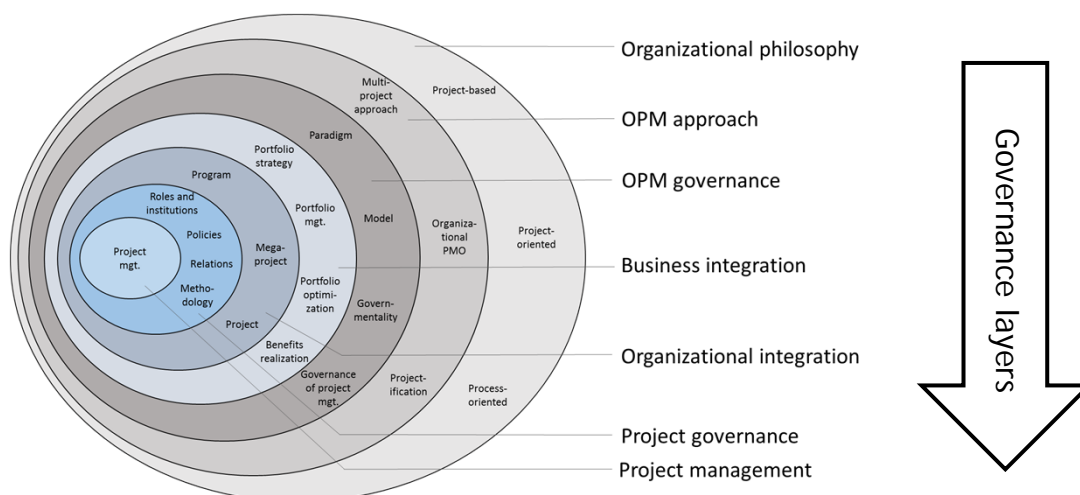 Organizational philosophy
OPM approach
OPM governance
Business integration
Organizational integration
Project governance
Project management
Governance layers
Project-based
Project-
oriented
Process-
oriented
Multi-
project
approach
Organiza-
tional
PMO
Project-
ification
Paradigm
Model
Govern-
mentality
Governance
of project
mgt.
Portfolio
strategy
Portfolio
mgt.
Portfolio
optimi-
zation
Benefits
realization
Program
Mega-
project
Project
Roles and
institutions
Policies
Relations
Metho-
dology
Project
mgt.